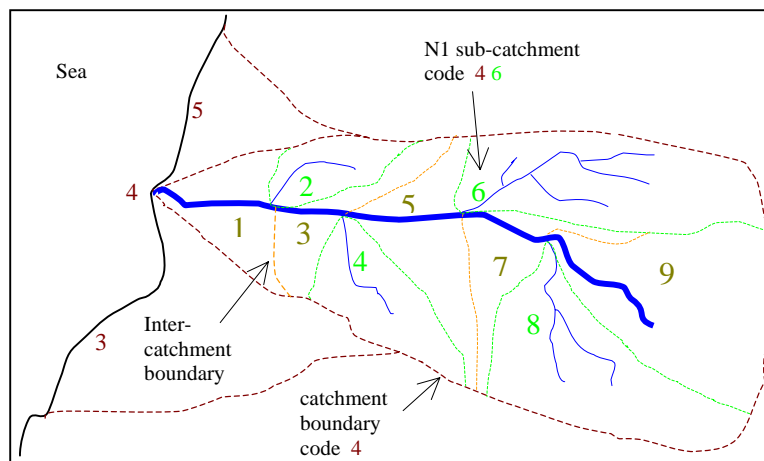 N1 sub-catchment
code 4 6
Sea
5
2
6
5
4
1
3
9
7
4
8
3
Inter-
catchment
boundary
catchment
boundary
code 4